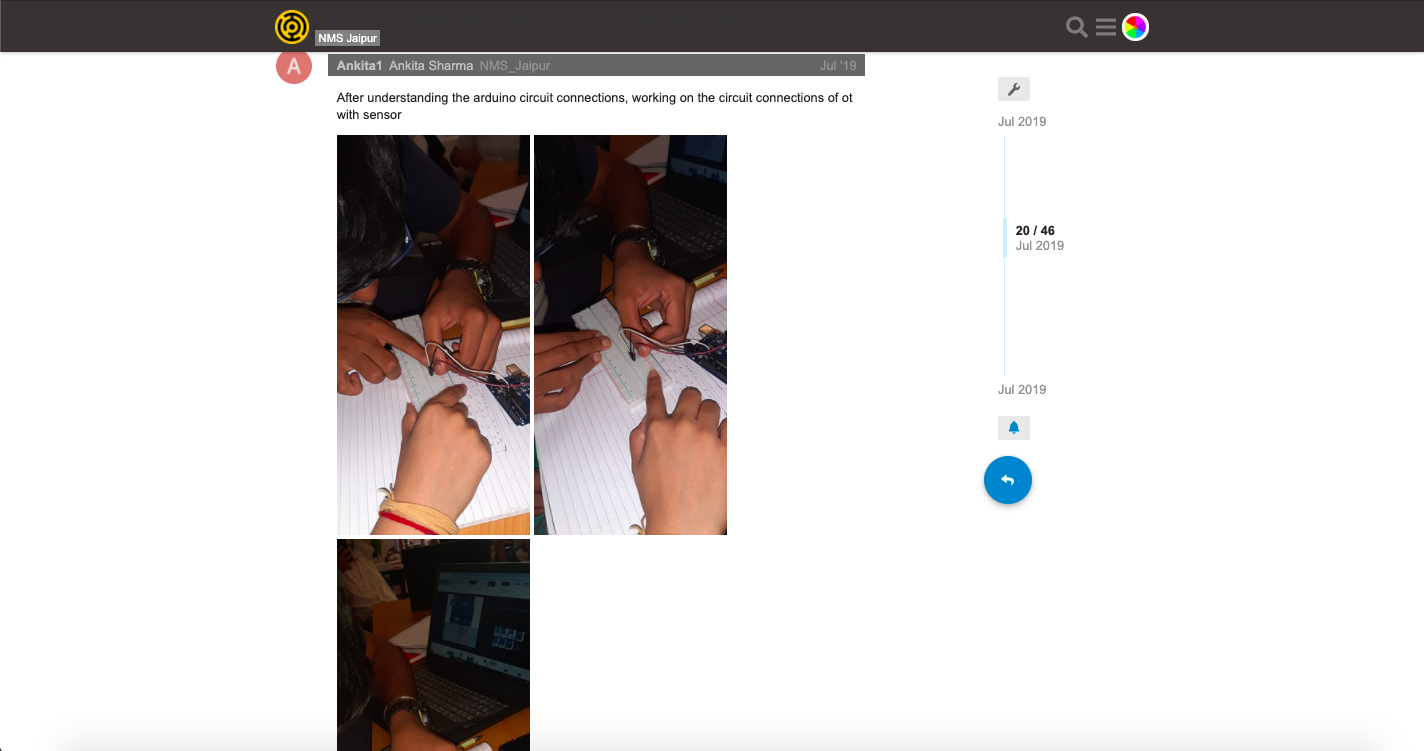 NMS Jaipur
A
Ankita1 Ankita Sharma NMS_Jaipur Jul '19
After understanding the arduino circuit connections, working on the circuit connections of ot
with sensor
Jul 2019
20 / 46
Jul 2019
Jul 2019